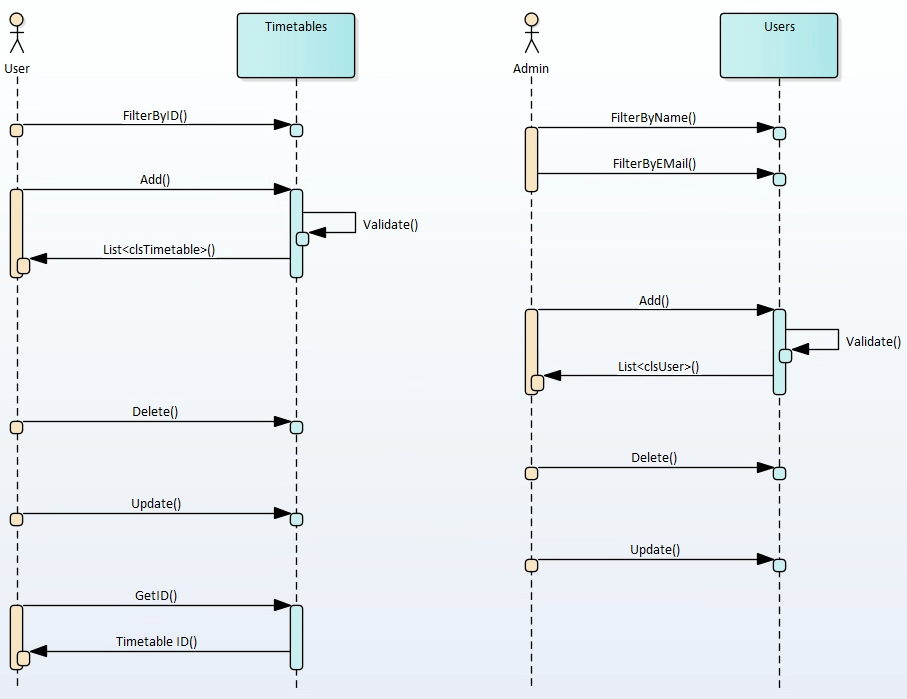 User
Timetables
FilterByID()
Add()
Validate()
List<clsTimetable>()
Delete()
Update()
GetID()
Timetable ID()
Admin
Users
FilterByName()
FilterByEMail()
Add()
Validate()
List<clsUser>()
Delete()
Update()